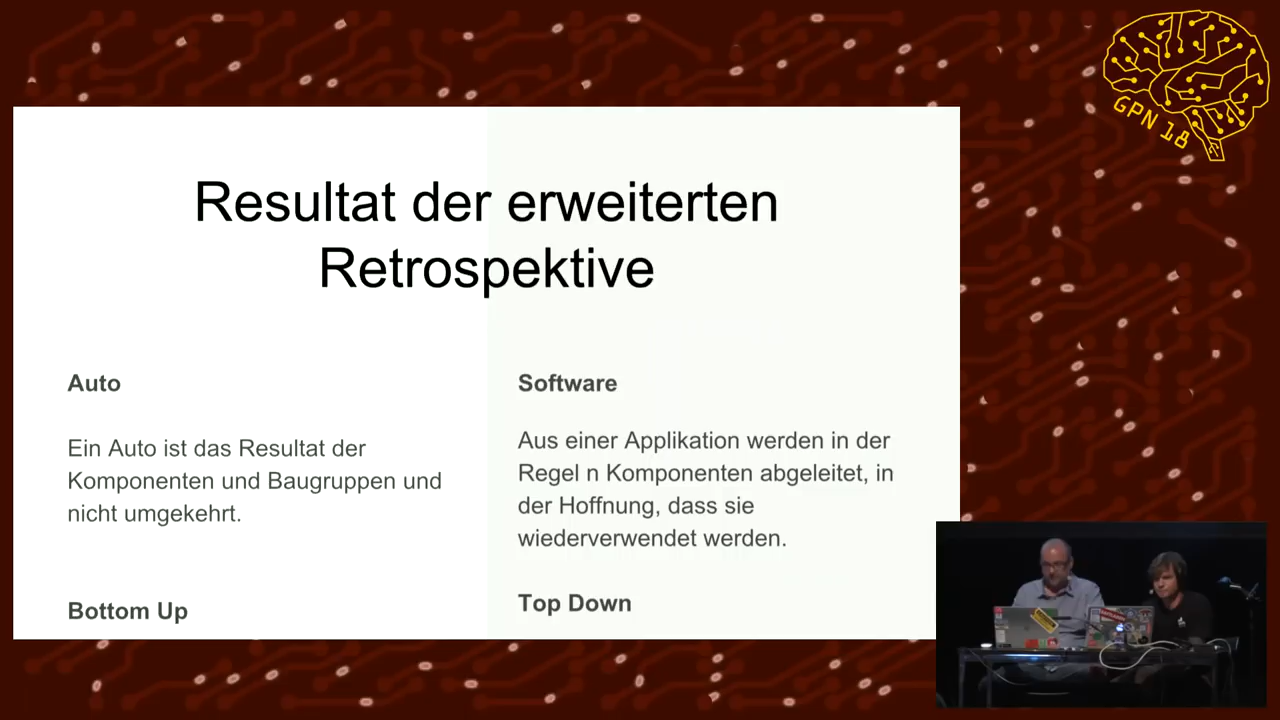 GPN 18
Resultat der erweiterten
Retrospektive
Auto
Ein Auto ist das Resultat der
Komponenten und Baugruppen und
nicht umgekehrt.
Bottom Up
Software
Aus einer Applikation werden in der
Regel n Komponenten abgeleitet, in
der Hoffnung, dass sie
wiederverwendet werden.
Top Down